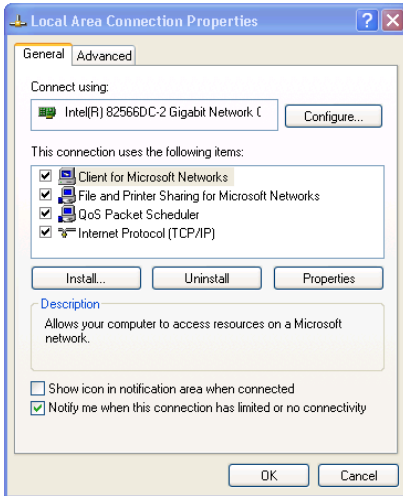 Local Area Connection Properties
General
Advanced
Connect using:
Intel(R) 82566DC-2 Gigabit Network (
Configure...
This connection uses the following items:
Client for Microsoft Networks
File and Printer Sharing for Microsoft Networks
QoS Packet Scheduler
Internet Protocol (TCP/IP)
Install...
Uninstall
Properties
Description
Allows your computer to access resources on a Microsoft
network.
Show icon in notification area when connected
Notify me when this connection has limited or no connectivity
OK
Cancel